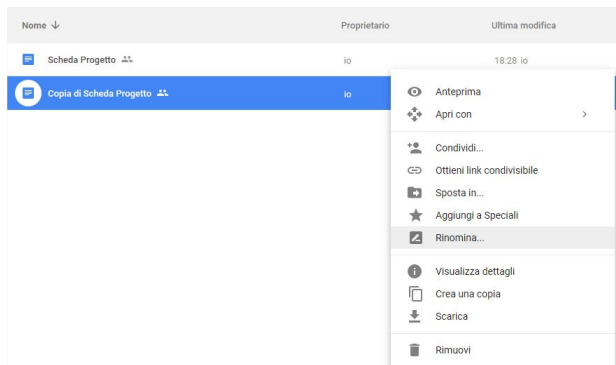 Nome Proprietario Ultima modifica
Scheda Progetto io 18:28 io
Copia di Scheda Progetto io
Anteprima
Apri con
Condividi...
Ottieni link condivisibile
Sposta in...
Aggiungi a Speciali
Rinomina...
Visualizza dettagli
Crea una copia
Scarica
Rimuovi